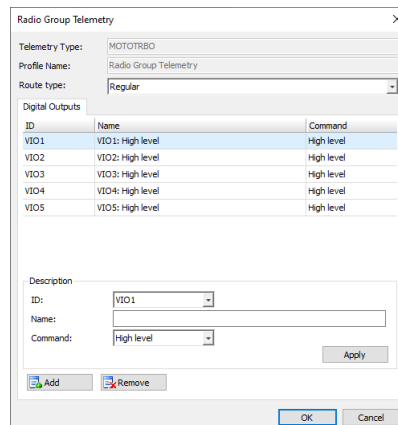 Radio Group Telemetry
Telemetry Type: MOTOTRBO
Profile Name: Radio Group Telemetry
Route type: Regular
Digital Outputs
ID Name Command
VIO1 VIO1: High level High level
VIO2 VIO2: High level High level
VIO3 VIO3: High level High level
VIO4 VIO4: High level High level
VIO5 VIO5: High level High level
Description
ID: VIO1
Name:
Command: High level
Apply
Add Remove
OK Cancel